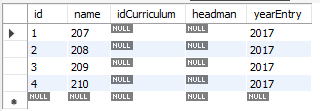 id name idCurriculum headman yearEntry
1 207 NULL NULL 2017
2 208 NULL NULL 2017
3 209 NULL NULL 2017
4 210 NULL NULL 2017
NULL NULL NULL NULL NULL